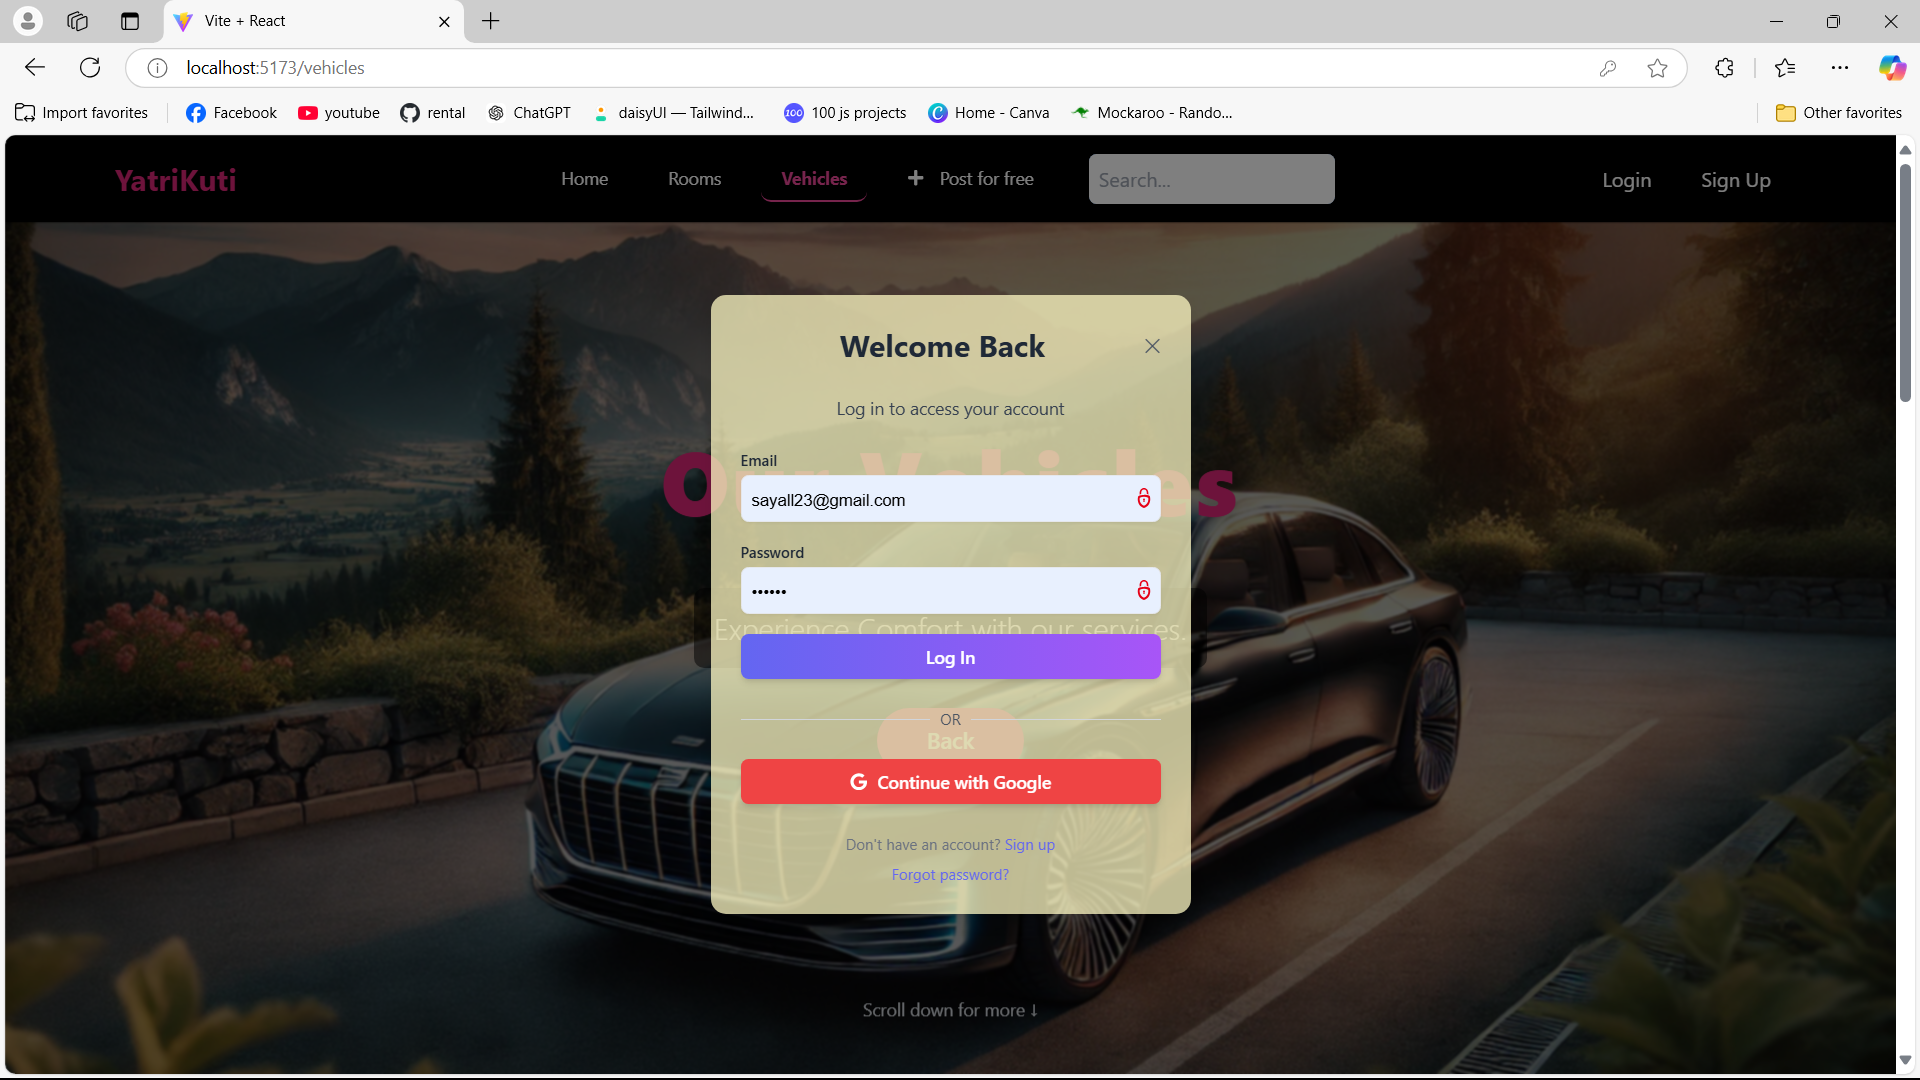 Vite + React
localhost:5173/vehicles
Import favorites
Facebook
youtube
rental
ChatGPT
daisyUI — Tailwind...
100 js projects
Home - Canva
Mockaroo - Rando...
Other favorites
YatriKuti
Home
Rooms
Vehicles
+ Post for free
Search...
Login
Sign Up
Welcome Back
Log in to access your account
Our Vehicles
Email
sayall23@gmail.com
Password
••••••
Experience Comfort with our services.
Log In
OR
Back
G Continue with Google
Don't have an account? Sign up
Forgot password?
Scroll down for more ↓